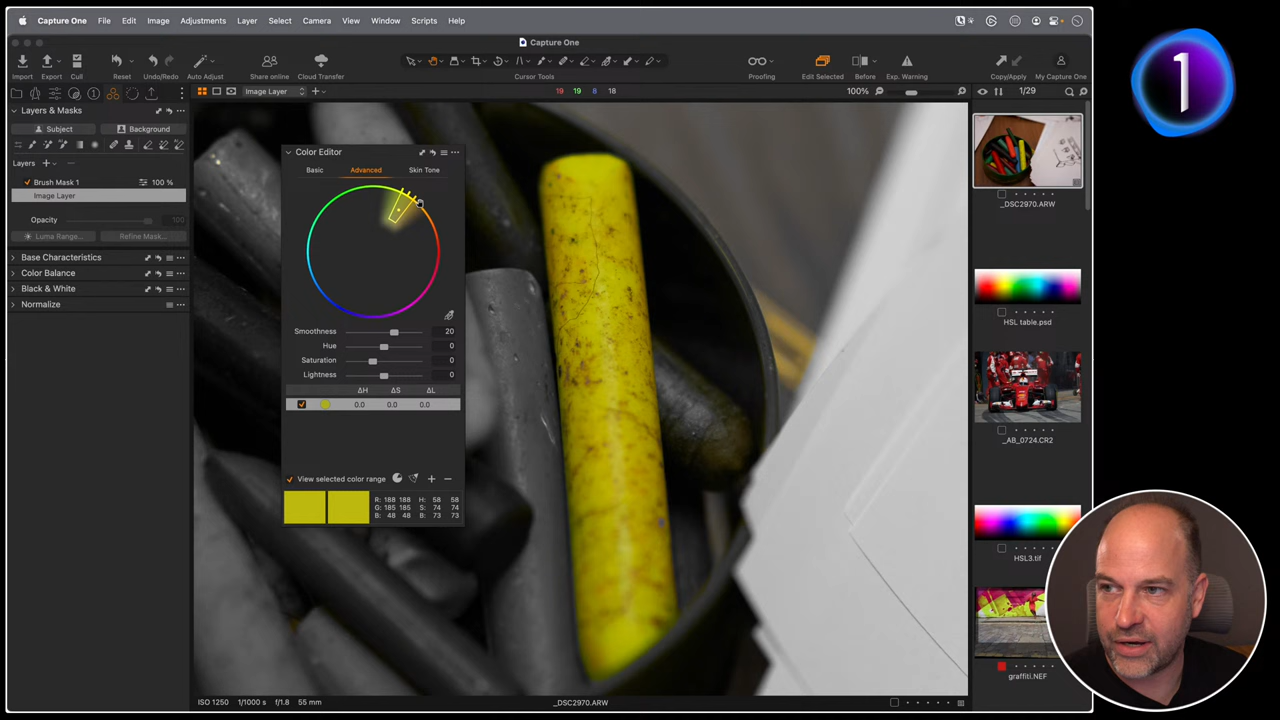 Capture One File Edit Image Adjustments Layer Select Camera View Window Scripts Help
Capture One
Import Export Cull Reset Undo/Redo Auto Adjust Share online Cloud Transfer Cursor Tools Proofing Edit Selected Before Exp. Warning Copy/Apply My Capture One
Image Layer 19 19 8 18 100% 1/29
Layers & Masks
Subject Background
Layers
Brush Mask 1 100 %
Image Layer
Opacity 100
Luma Range... Refine Mask...
Base Characteristics
Color Balance
Black & White
Normalize
Color Editor
Basic Advanced Skin Tone
Smoothness 20
Hue 0
Saturation 0
Lightness 0
ΔH ΔS ΔL
0.0 0.0 0.0
View selected color range
R: 188 188 H: 58 58
G: 185 185 S: 74 74
B: 48 48 B: 73 73
ISO 1250 1/1000 s f/1.8 55 mm _DSC2970.ARW
_DSC2970.ARW
HSL table.psd
_AB_0724.CR2
HSL3.tif
graffiti.NEF
1